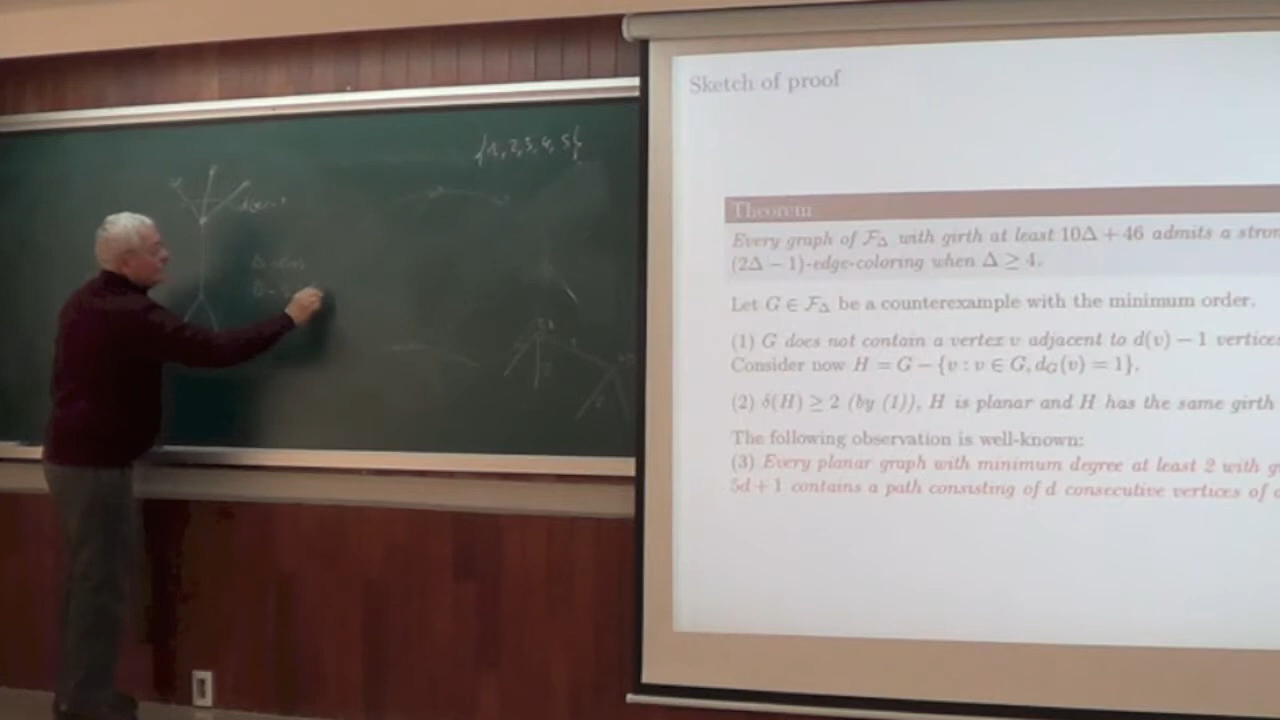 {1,2,3,4,5}
Sketch of proof
Theorem
Every graph of 𝓕_Δ with girth at least 10Δ + 46 admits a stron
(2Δ − 1)-edge-coloring when Δ ≥ 4.
Let G ∈ 𝓕_Δ be a counterexample with the minimum order.
(1) G does not contain a vertex v adjacent to d(v) − 1 vertices
Consider now H = G − {v : v ∈ G, d_G(v) = 1}.
(2) δ(H) ≥ 2 (by (1)), H is planar and H has the same girth
The following observation is well-known:
(3) Every planar graph with minimum degree at least 2 with g
5d + 1 contains a path consisting of d consecutive vertices of d